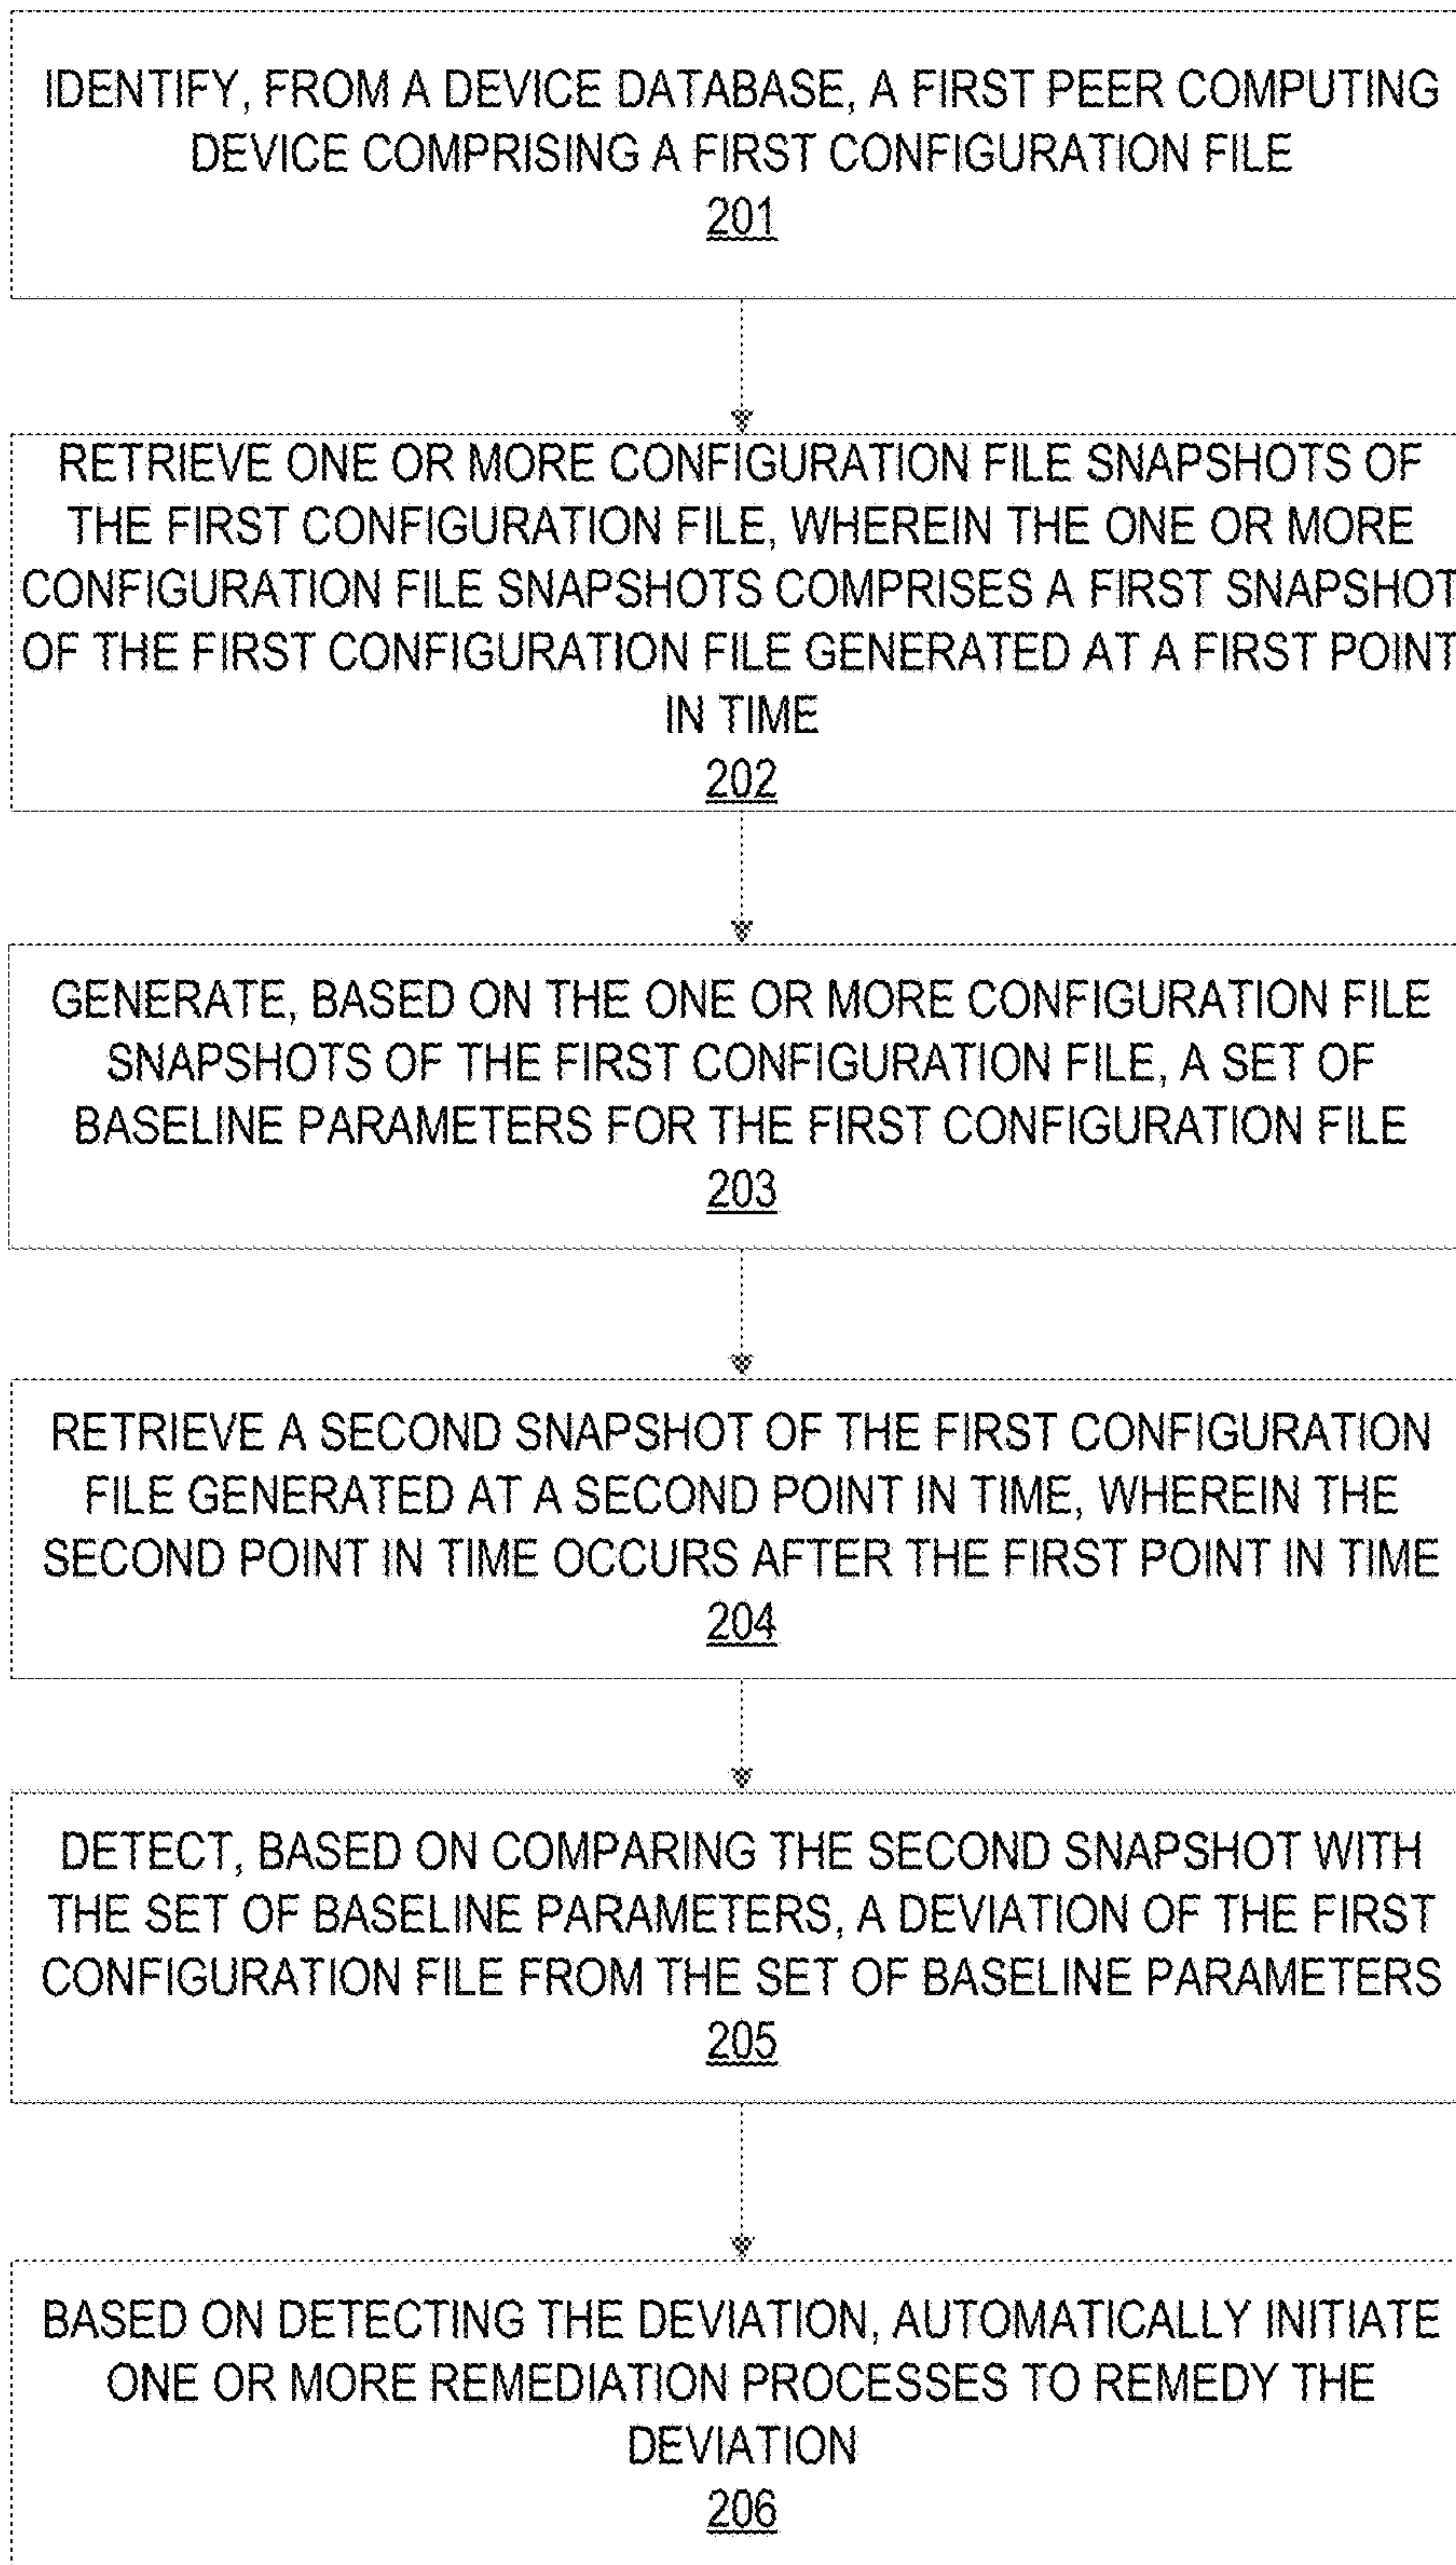 IDENTIFY, FROM A DEVICE DATABASE, A FIRST PEER COMPUTING
DEVICE COMPRISING A FIRST CONFIGURATION FILE
201
RETRIEVE ONE OR MORE CONFIGURATION FILE SNAPSHOTS OF
THE FIRST CONFIGURATION FILE, WHEREIN THE ONE OR MORE
CONFIGURATION FILE SNAPSHOTS COMPRISES A FIRST SNAPSHOT
OF THE FIRST CONFIGURATION FILE GENERATED AT A FIRST POINT
IN TIME
202
GENERATE, BASED ON THE ONE OR MORE CONFIGURATION FILE
SNAPSHOTS OF THE FIRST CONFIGURATION FILE, A SET OF
BASELINE PARAMETERS FOR THE FIRST CONFIGURATION FILE
203
RETRIEVE A SECOND SNAPSHOT OF THE FIRST CONFIGURATION
FILE GENERATED AT A SECOND POINT IN TIME, WHEREIN THE
SECOND POINT IN TIME OCCURS AFTER THE FIRST POINT IN TIME
204
DETECT, BASED ON COMPARING THE SECOND SNAPSHOT WITH
THE SET OF BASELINE PARAMETERS, A DEVIATION OF THE FIRST
CONFIGURATION FILE FROM THE SET OF BASELINE PARAMETERS
205
BASED ON DETECTING THE DEVIATION, AUTOMATICALLY INITIATE
ONE OR MORE REMEDIATION PROCESSES TO REMEDY THE
DEVIATION
206